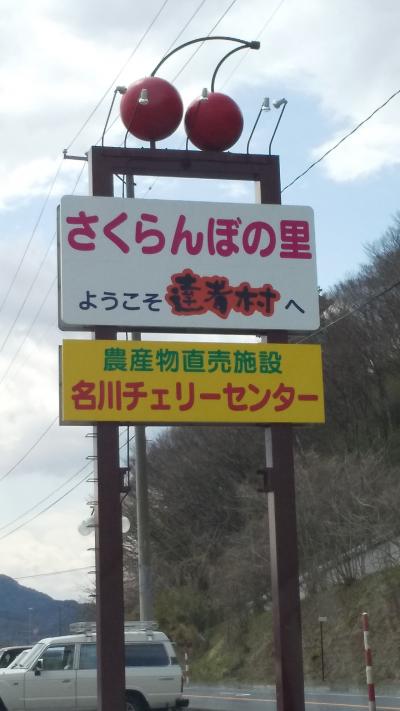 さくらんぼの里
ようこそ達者村へ
農産物直売施設
名川チェリーセンター